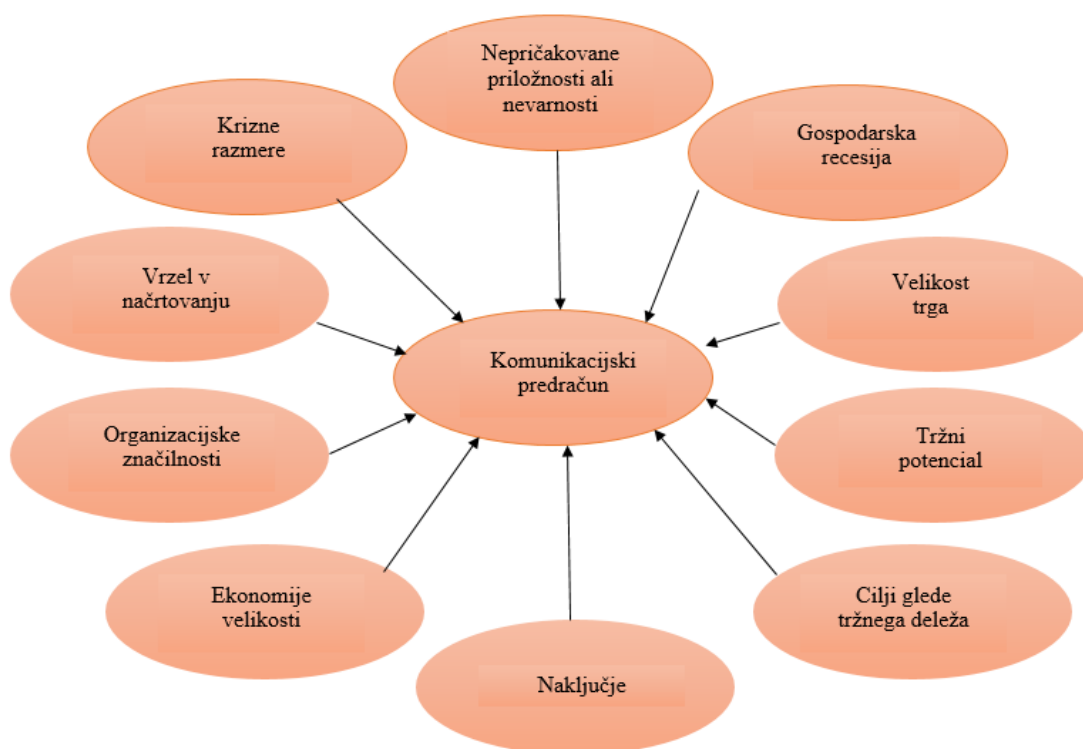 Nepričakovane
priložnosti ali
nevarnosti
Krizne
razmere
Gospodarska
recesija
Vrzel v
načrtovanju
Velikost
trga
Komunikacijski
predračun
Organizacijske
značilnosti
Tržni
potencial
Ekonomije
velikosti
Cilji glede
tržnega deleža
Naključje